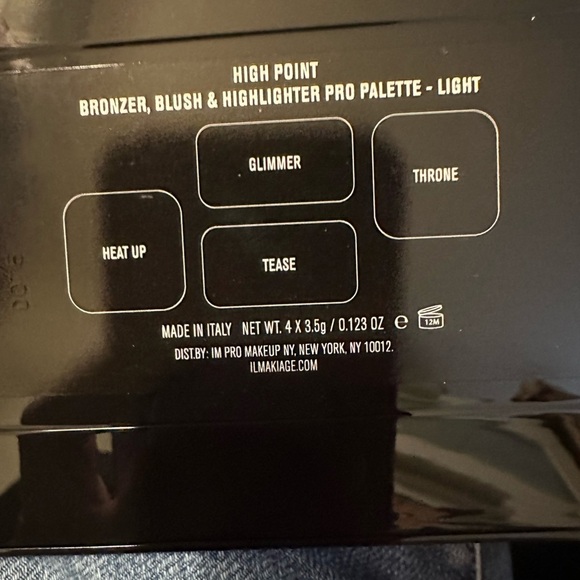 HIGH POINT
BRONZER, BLUSH & HIGHLIGHTER PRO PALETTE - LIGHT
GLIMMER
THRONE
HEAT UP
TEASE
MADE IN ITALY NET WT. 4 X 3.5g / 0.123 OZ ℮ 12M
DIST.BY: IM PRO MAKEUP NY, NEW YORK, NY 10012.
ILMAKIAGE.COM